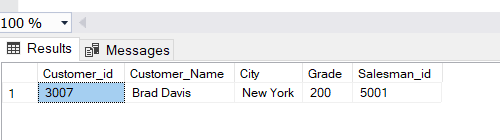 100 %
Results Messages
Customer_id Customer_Name City Grade Salesman_id
1 3007 Brad Davis New York 200 5001